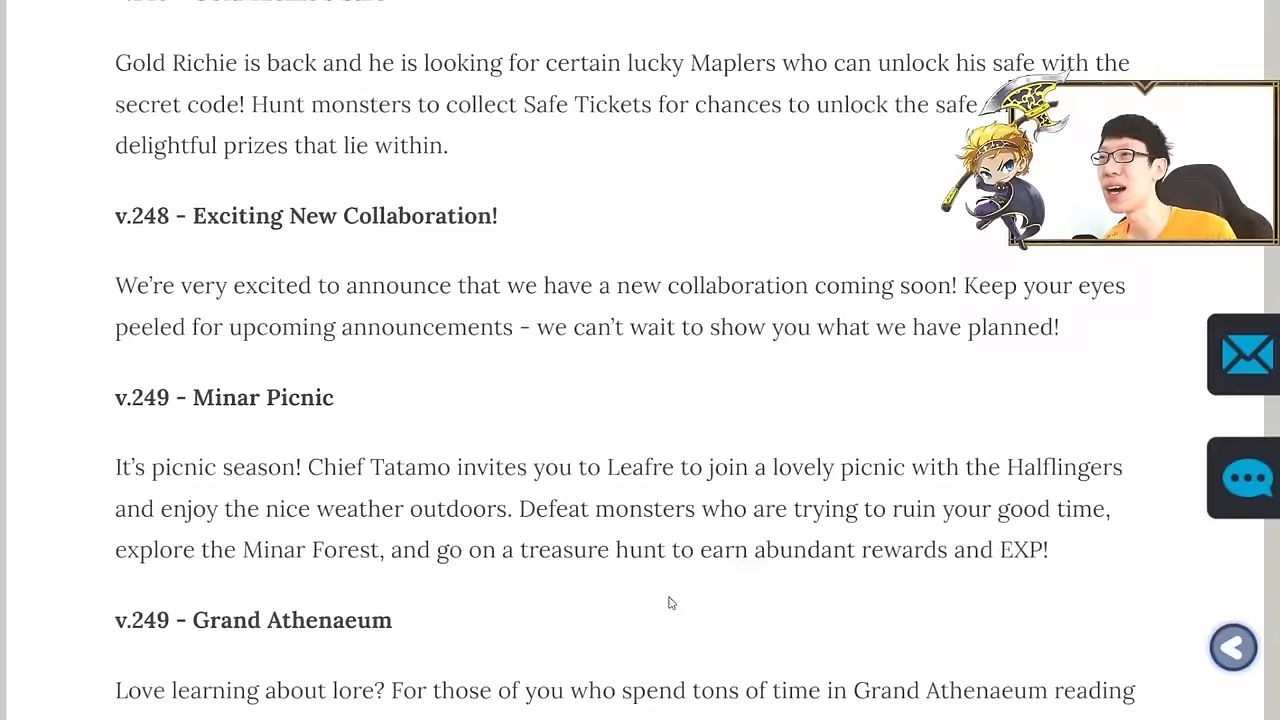 Gold Richie is back and he is looking for certain lucky Maplers who can unlock his safe with the
secret code! Hunt monsters to collect Safe Tickets for chances to unlock the safe
delightful prizes that lie within.
v.248 - Exciting New Collaboration!
We’re very excited to announce that we have a new collaboration coming soon! Keep your eyes
peeled for upcoming announcements - we can’t wait to show you what we have planned!
v.249 - Minar Picnic
It’s picnic season! Chief Tatamo invites you to Leafre to join a lovely picnic with the Halflingers
and enjoy the nice weather outdoors. Defeat monsters who are trying to ruin your good time,
explore the Minar Forest, and go on a treasure hunt to earn abundant rewards and EXP!
v.249 - Grand Athenaeum
Love learning about lore? For those of you who spend tons of time in Grand Athenaeum reading